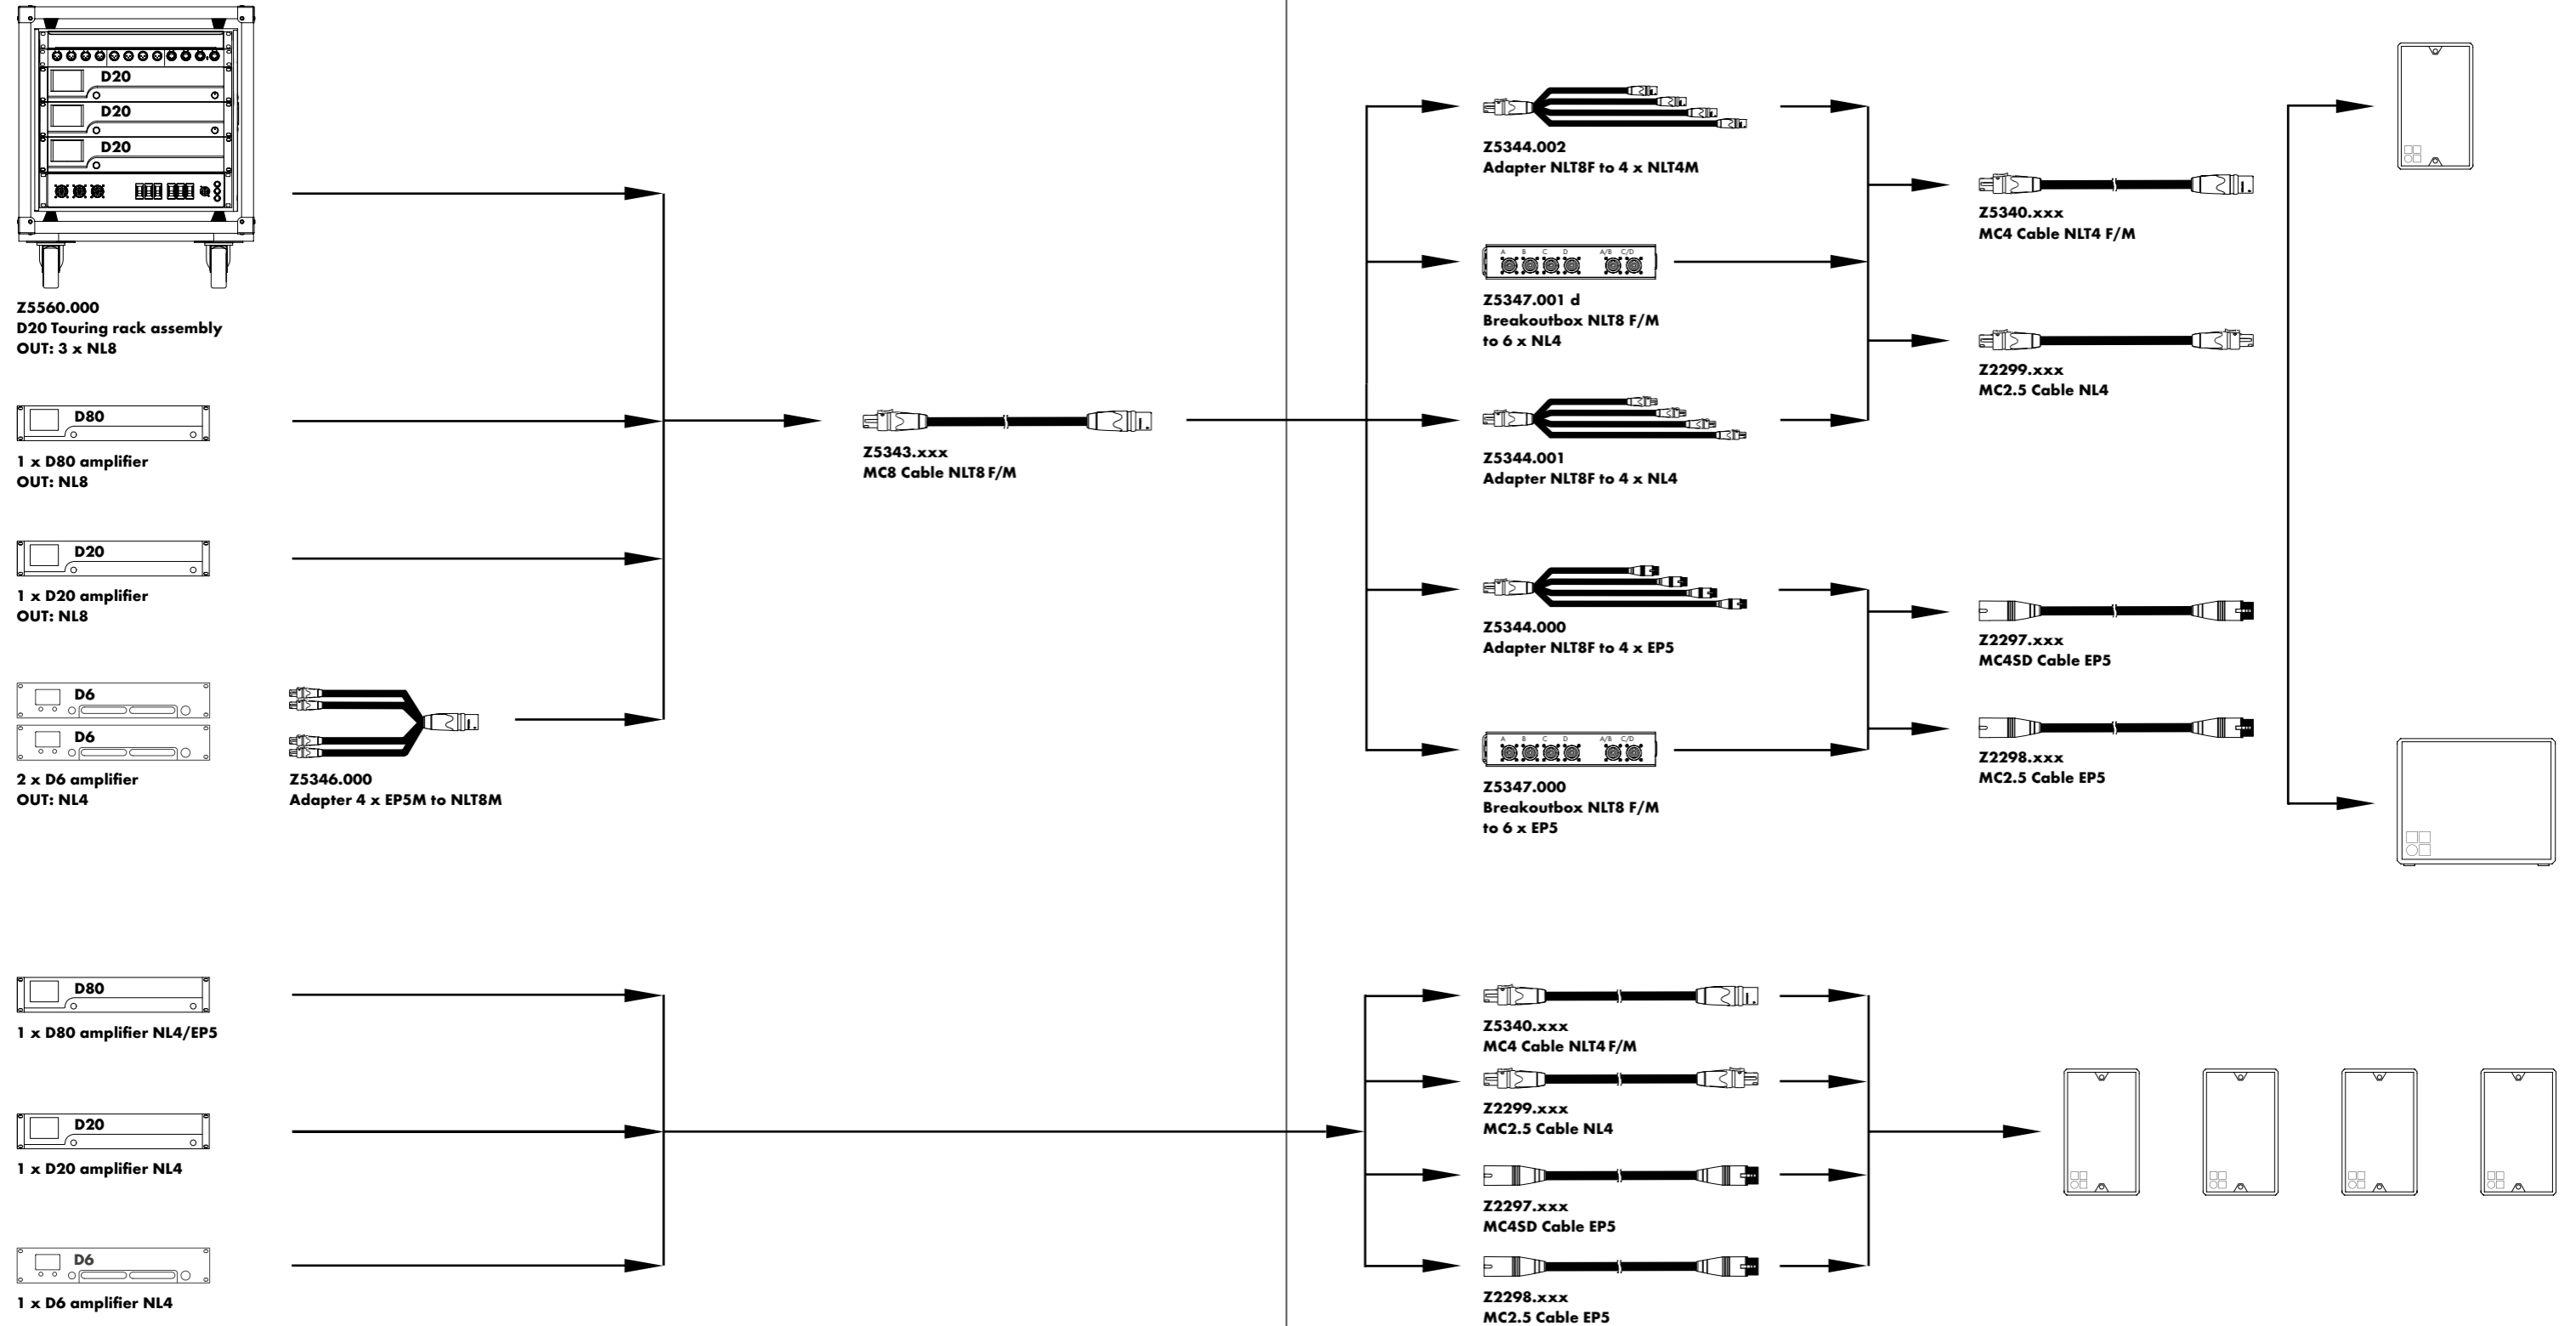 D20
D20
D20
Z5560.000
D20 Touring rack assembly
OUT: 3 x NL8
D80
1 x D80 amplifier
OUT: NL8
D20
1 x D20 amplifier
OUT: NL8
D6
D6
2 x D6 amplifier
OUT: NL4
Z5346.000
Adapter 4 x EP5M to NLT8M
Z5343.xxx
MC8 Cable NLT8 F/M
Z5344.002
Adapter NLT8F to 4 x NLT4M
A B C D A/B C/D
Z5347.001 d
Breakoutbox NLT8 F/M
to 6 x NL4
Z5344.001
Adapter NLT8F to 4 x NL4
Z5344.000
Adapter NLT8F to 4 x EP5
A B C D A/B C/D
Z5347.000
Breakoutbox NLT8 F/M
to 6 x EP5
Z5340.xxx
MC4 Cable NLT4 F/M
Z2299.xxx
MC2.5 Cable NL4
Z2297.xxx
MC4SD Cable EP5
Z2298.xxx
MC2.5 Cable EP5
D80
1 x D80 amplifier NL4/EP5
D20
1 x D20 amplifier NL4
D6
1 x D6 amplifier NL4
Z5340.xxx
MC4 Cable NLT4 F/M
Z2299.xxx
MC2.5 Cable NL4
Z2297.xxx
MC4SD Cable EP5
Z2298.xxx
MC2.5 Cable EP5